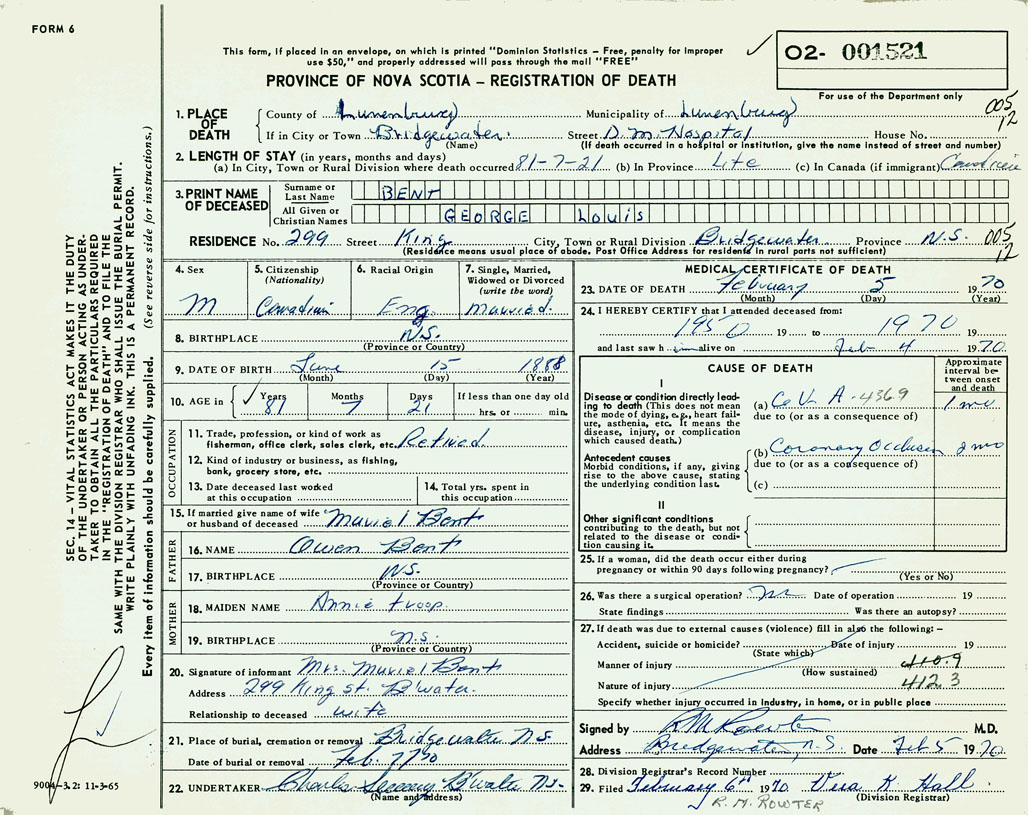 FORM 6
This form, if placed in an envelope, on which is printed "Dominion Statistics – Free, penalty for improper
use $50," and properly addressed will pass through the mail "FREE"
PROVINCE OF NOVA SCOTIA – REGISTRATION OF DEATH
O2- 001521
For use of the Department only
005
12
1. PLACE OF DEATH County of Lunenburg Municipality of Lunenburg
If in City or Town Bridgewater Street D. M. Hospital House No.
(Name) (If death occurred in a hospital or institution, give the name instead of street and number)
2. LENGTH OF STAY (in years, months and days)
(a) In City, Town or Rural Division where death occurred 81-7-21 (b) In Province Life (c) In Canada (if immigrant) Canadian
3. PRINT NAME OF DECEASED Surname or Last Name BENT
All Given or Christian Names GEORGE LOUIS
RESIDENCE No. 299 Street King City, Town or Rural Division Bridgewater Province N.S. 005
(Residence means usual place of abode. Post Office Address for residents in rural parts not sufficient) 12
4. Sex M
5. Citizenship (Nationality) Canadian
6. Racial Origin Eng.
7. Single, Married, Widowed or Divorced (write the word) Married.
8. BIRTHPLACE N.S.
(Province or Country)
9. DATE OF BIRTH June 15 1888
(Month) (Day) (Year)
10. AGE in Years 81 Months 7 Days 21 If less than one day old
hrs. or min.
OCCUPATION
11. Trade, profession, or kind of work as
fisherman, office clerk, sales clerk, etc. Retired
12. Kind of industry or business, as fishing,
bank, grocery store, etc.
13. Date deceased last worked
at this occupation
14. Total yrs. spent in
this occupation
15. If married give name of wife
or husband of deceased Muriel Bent
FATHER
16. NAME Owen Bent
17. BIRTHPLACE N.S.
(Province or Country)
MOTHER
18. MAIDEN NAME Annie troop.
19. BIRTHPLACE n.s.
(Province or Country)
20. Signature of informant Mrs. Muriel Bent
Address 299 King St. B'water
Relationship to deceased wife
21. Place of burial, cremation or removal Bridgewater N.S.
Date of burial or removal Feb. 7 70
22. UNDERTAKER Charles B'water N.S.
(Name and address)
MEDICAL CERTIFICATE OF DEATH
23. DATE OF DEATH February 5 1970
(Month) (Day) (Year)
24. I HEREBY CERTIFY that I attended deceased from:
1950 19 to 1970 19
and last saw h im alive on Feb 4 1970
CAUSE OF DEATH
Approximate interval between onset and death
I
Disease or condition directly leading to death (This does not
mean the mode of dying, e.g., heart failure, asthenia, etc. It means the
disease, injury, or complication
which caused death.)
(a) C.V.A - 436.9 1 mo
due to (or as a consequence of)
Antecedent causes
Morbid conditions, if any, giving
rise to the above cause, stating
the underlying condition last.
(b) Coronary Occlusion 2 mo
due to (or as a consequence of)
(c)
II
Other significant conditions
contributing to the death, but not
related to the disease or condition
causing it.
25. If a woman, did the death occur either during
pregnancy or within 90 days following pregnancy?
(Yes or No)
26. Was there a surgical operation? no Date of operation 19
State findings Was there an autopsy?
27. If death was due to external causes (violence) fill in also the following: –
Accident, suicide or homicide? Date of injury 19
(State which)
Manner of injury 410.9
(How sustained)
Nature of injury 412.3
Specify whether injury occurred in industry, in home, or in public place
Signed by R M Rowter M.D.
Address Bridgewater, N.S. Date Feb 5 1970
28. Division Registrar's Record Number
29. Filed February 6 1970 Vera K Hall
R. M. ROWTER (Division Registrar)
SEC. 14 – VITAL STATISTICS ACT MAKES IT THE DUTY
OF THE UNDERTAKER OR PERSON ACTING AS UNDERTAKER
TO OBTAIN ALL THE PARTICULARS REQUIRED
IN THE "REGISTRATION OF DEATH" AND TO FILE THE
SAME WITH THE DIVISION REGISTRAR WHO SHALL ISSUE THE BURIAL PERMIT.
WRITE PLAINLY WITH UNFADING INK. THIS IS A PERMANENT RECORD.
Every item of information should be carefully supplied. (See reverse side for instructions.)
9004-3.2: 11-3-65